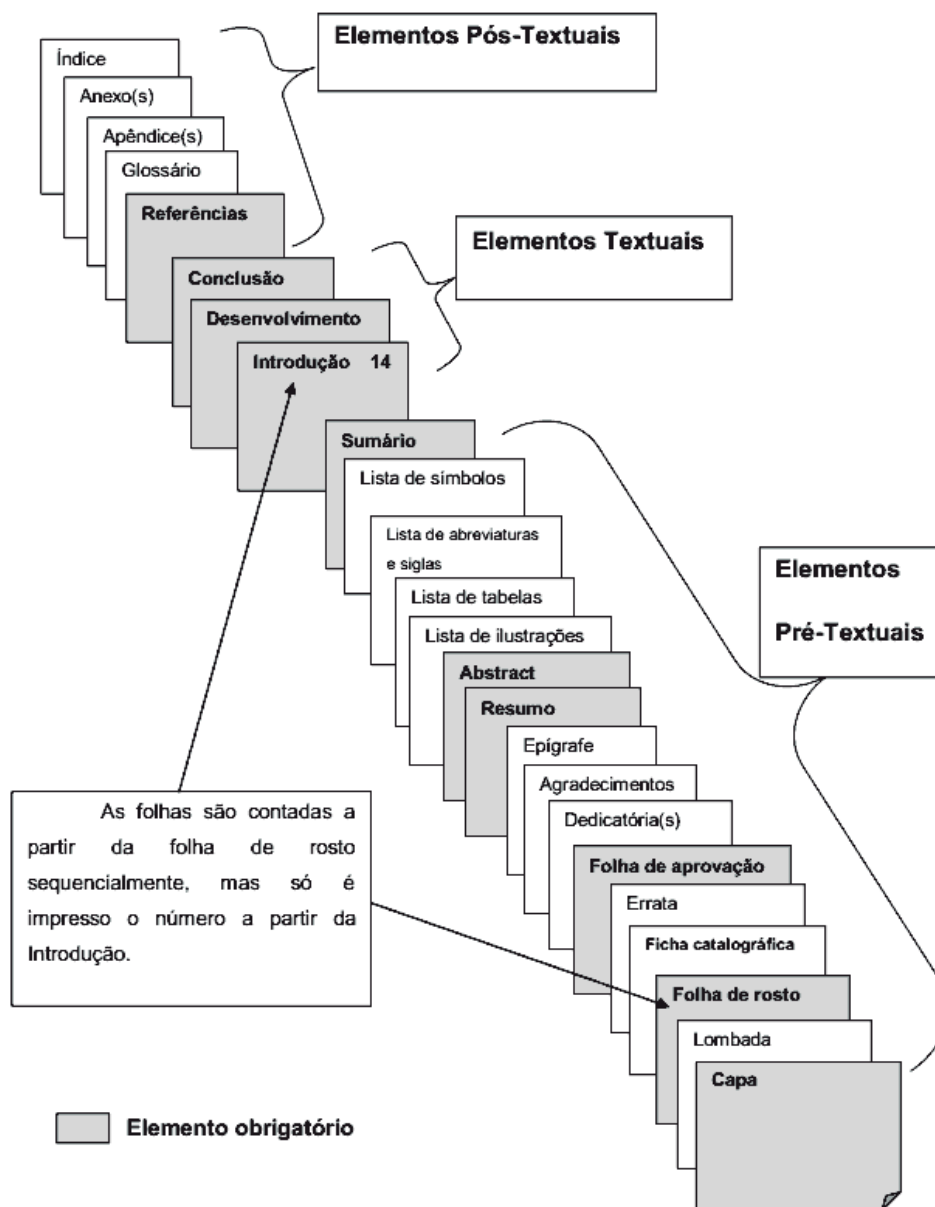 Elementos Pós-Textuais
Índice
Anexo(s)
Apêndice(s)
Glossário
Referências
Elementos Textuais
Conclusão
Desenvolvimento
Introdução 14
Sumário
Lista de símbolos
Lista de abreviaturas
e siglas
Lista de tabelas
Lista de ilustrações
Elementos
Pré-Textuais
Abstract
Resumo
Epígrafe
Agradecimentos
Dedicatória(s)
Folha de aprovação
Errata
Ficha catalográfica
Folha de rosto
Lombada
Capa
As folhas são contadas a
partir da folha de rosto
sequencialmente, mas só é
impresso o número a partir da
Introdução.
Elemento obrigatório